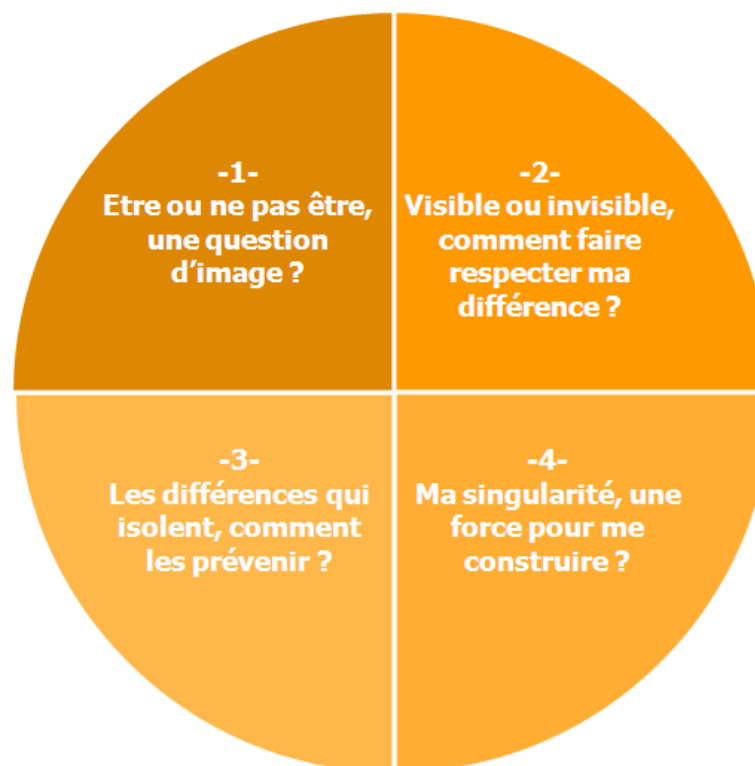 -1-
Etre ou ne pas être,
une question
d’image ?
-2-
Visible ou invisible,
comment faire
respecter ma
différence ?
-3-
Les différences qui
isolent, comment
les prévenir ?
-4-
Ma singularité, une
force pour me
construire ?